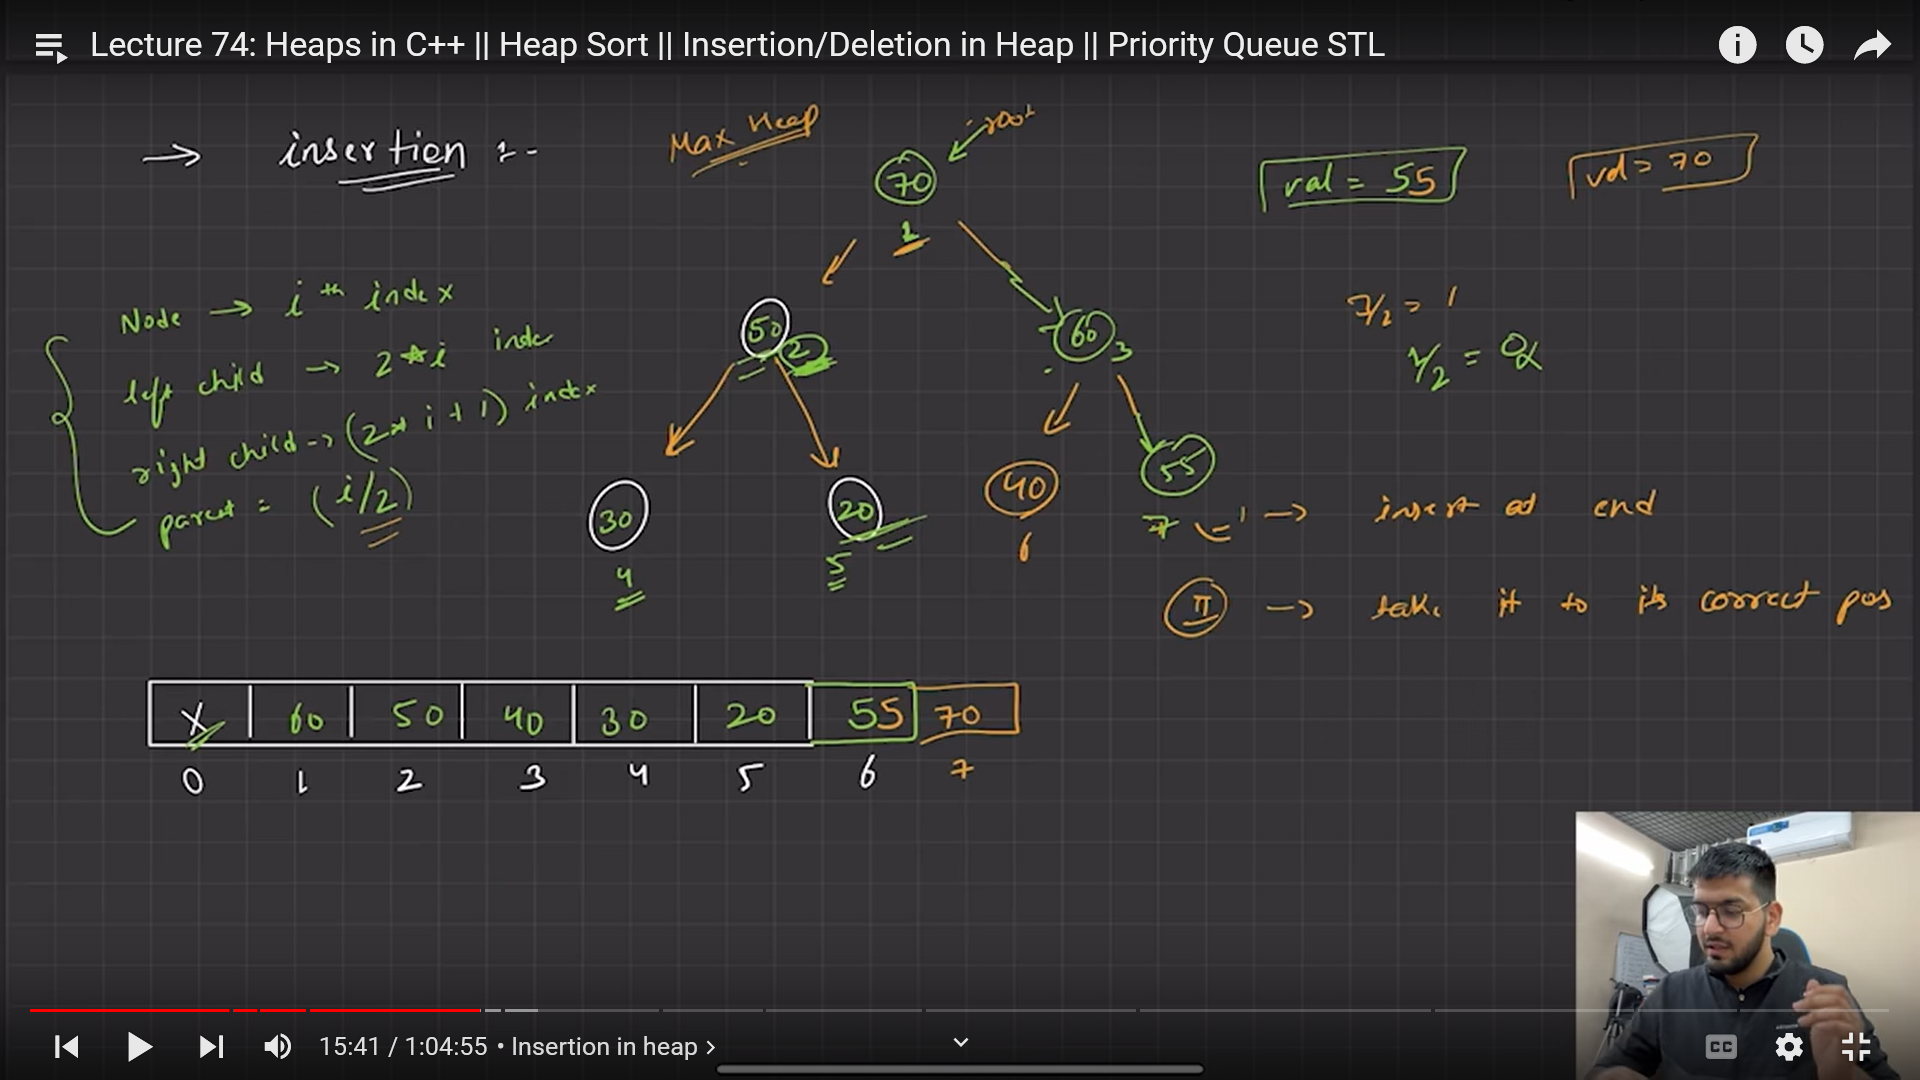 Lecture 74: Heaps in C++ || Heap Sort || Insertion/Deletion in Heap || Priority Queue STL
→ insertion :-
Max Heap
root
70
1
val = 55
val = 70
Node → i th index
left child → 2*i index
right child → (2*i+1) index
parent = (i/2)
50
2
60
3
7/2 = 1
1/2 = 0
30
4
20
5
40
6
55
7
→ insert at end
II → take it to its correct pos
X 60 50 40 30 20 55 70
0 1 2 3 4 5 6 7
15:41 / 1:04:55 • Insertion in heap >
CC